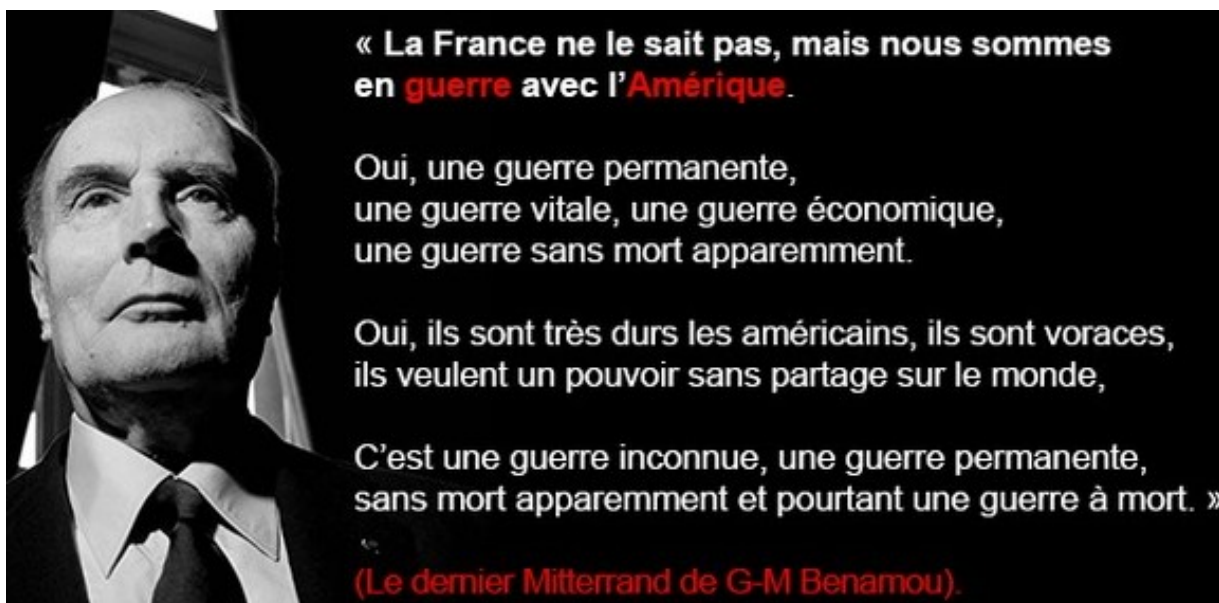 « La France ne le sait pas, mais nous sommes
en guerre avec l’Amérique.
Oui, une guerre permanente,
une guerre vitale, une guerre économique,
une guerre sans mort apparemment.
Oui, ils sont très durs les américains, ils sont voraces,
ils veulent un pouvoir sans partage sur le monde,
C’est une guerre inconnue, une guerre permanente,
sans mort apparemment et pourtant une guerre à mort. »
(Le dernier Mitterrand de G-M Benamou).